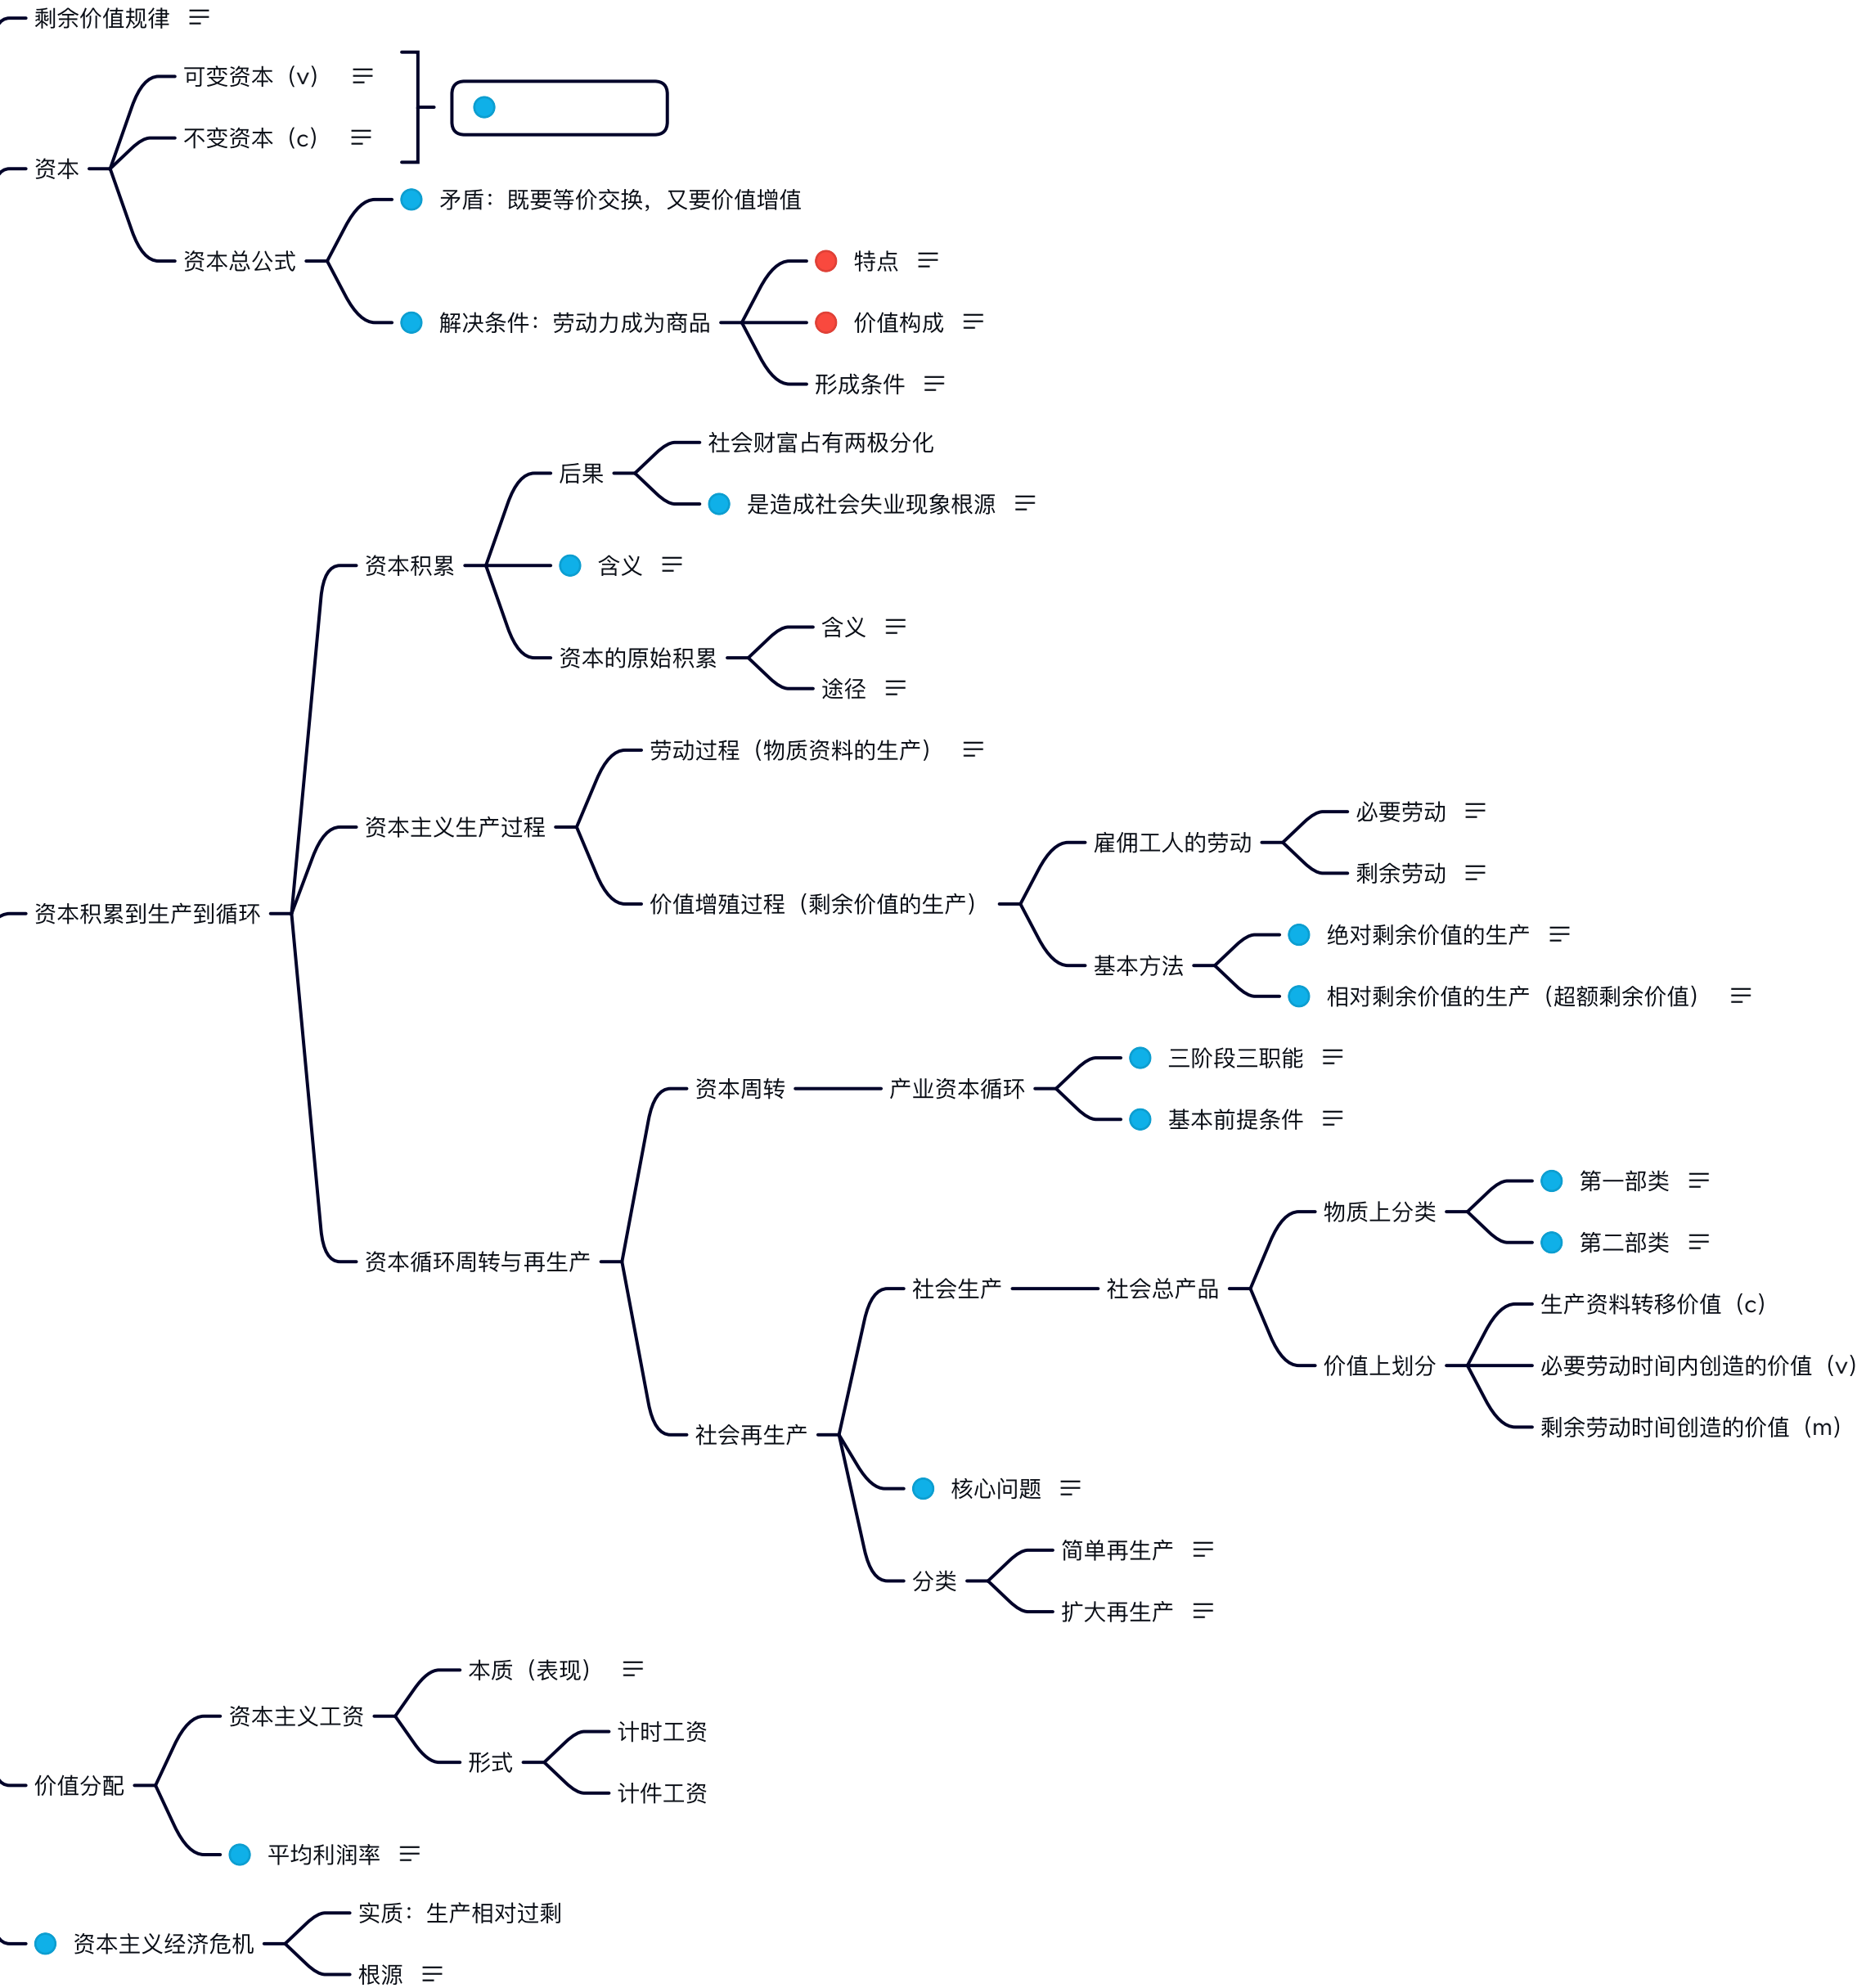 剩余价值规律
可变资本（v）
不变资本（c）
资本
矛盾：既要等价交换，又要价值增值
资本总公式
特点
解决条件：劳动力成为商品
价值构成
形成条件
社会财富占有两极分化
后果
是造成社会失业现象根源
资本积累
含义
含义
资本的原始积累
途径
劳动过程（物质资料的生产）
必要劳动
资本主义生产过程
雇佣工人的劳动
剩余劳动
价值增殖过程（剩余价值的生产）
资本积累到生产到循环
绝对剩余价值的生产
基本方法
相对剩余价值的生产（超额剩余价值）
三阶段三职能
资本周转
产业资本循环
基本前提条件
第一部类
物质上分类
第二部类
资本循环周转与再生产
社会生产
社会总产品
生产资料转移价值（c）
价值上划分
必要劳动时间内创造的价值（v）
剩余劳动时间创造的价值（m）
社会再生产
核心问题
简单再生产
分类
扩大再生产
本质（表现）
资本主义工资
计时工资
形式
价值分配
计件工资
平均利润率
实质：生产相对过剩
资本主义经济危机
根源